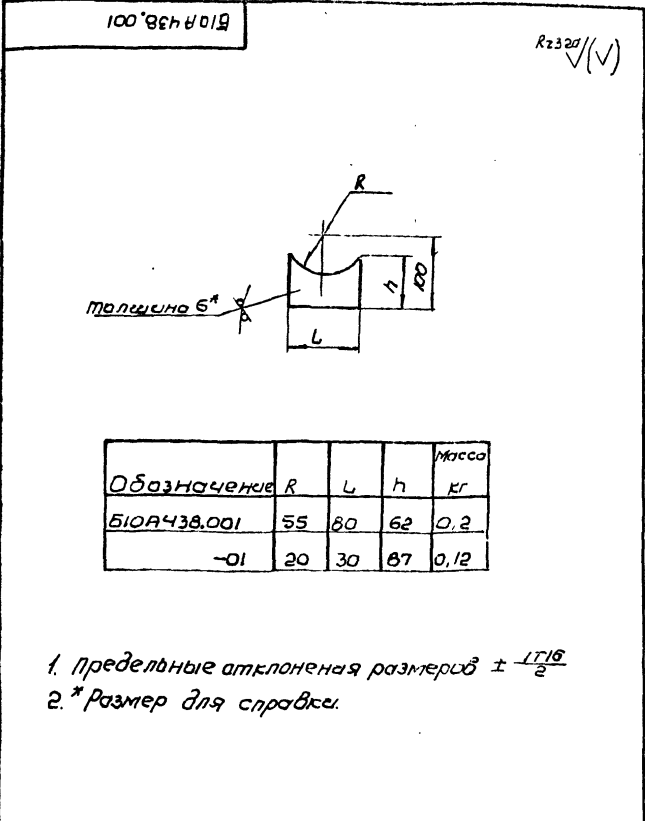 Б10А438.001
Rz320 √(√)
R
h
100
Толщина 6*
L
Обозначение R L h Масса кг
Б10А438.001 55 80 62 0,2
-01 20 30 87 0,12
1. Предельные отклонения размеров ± IT16/2
2. * Размер для справки.